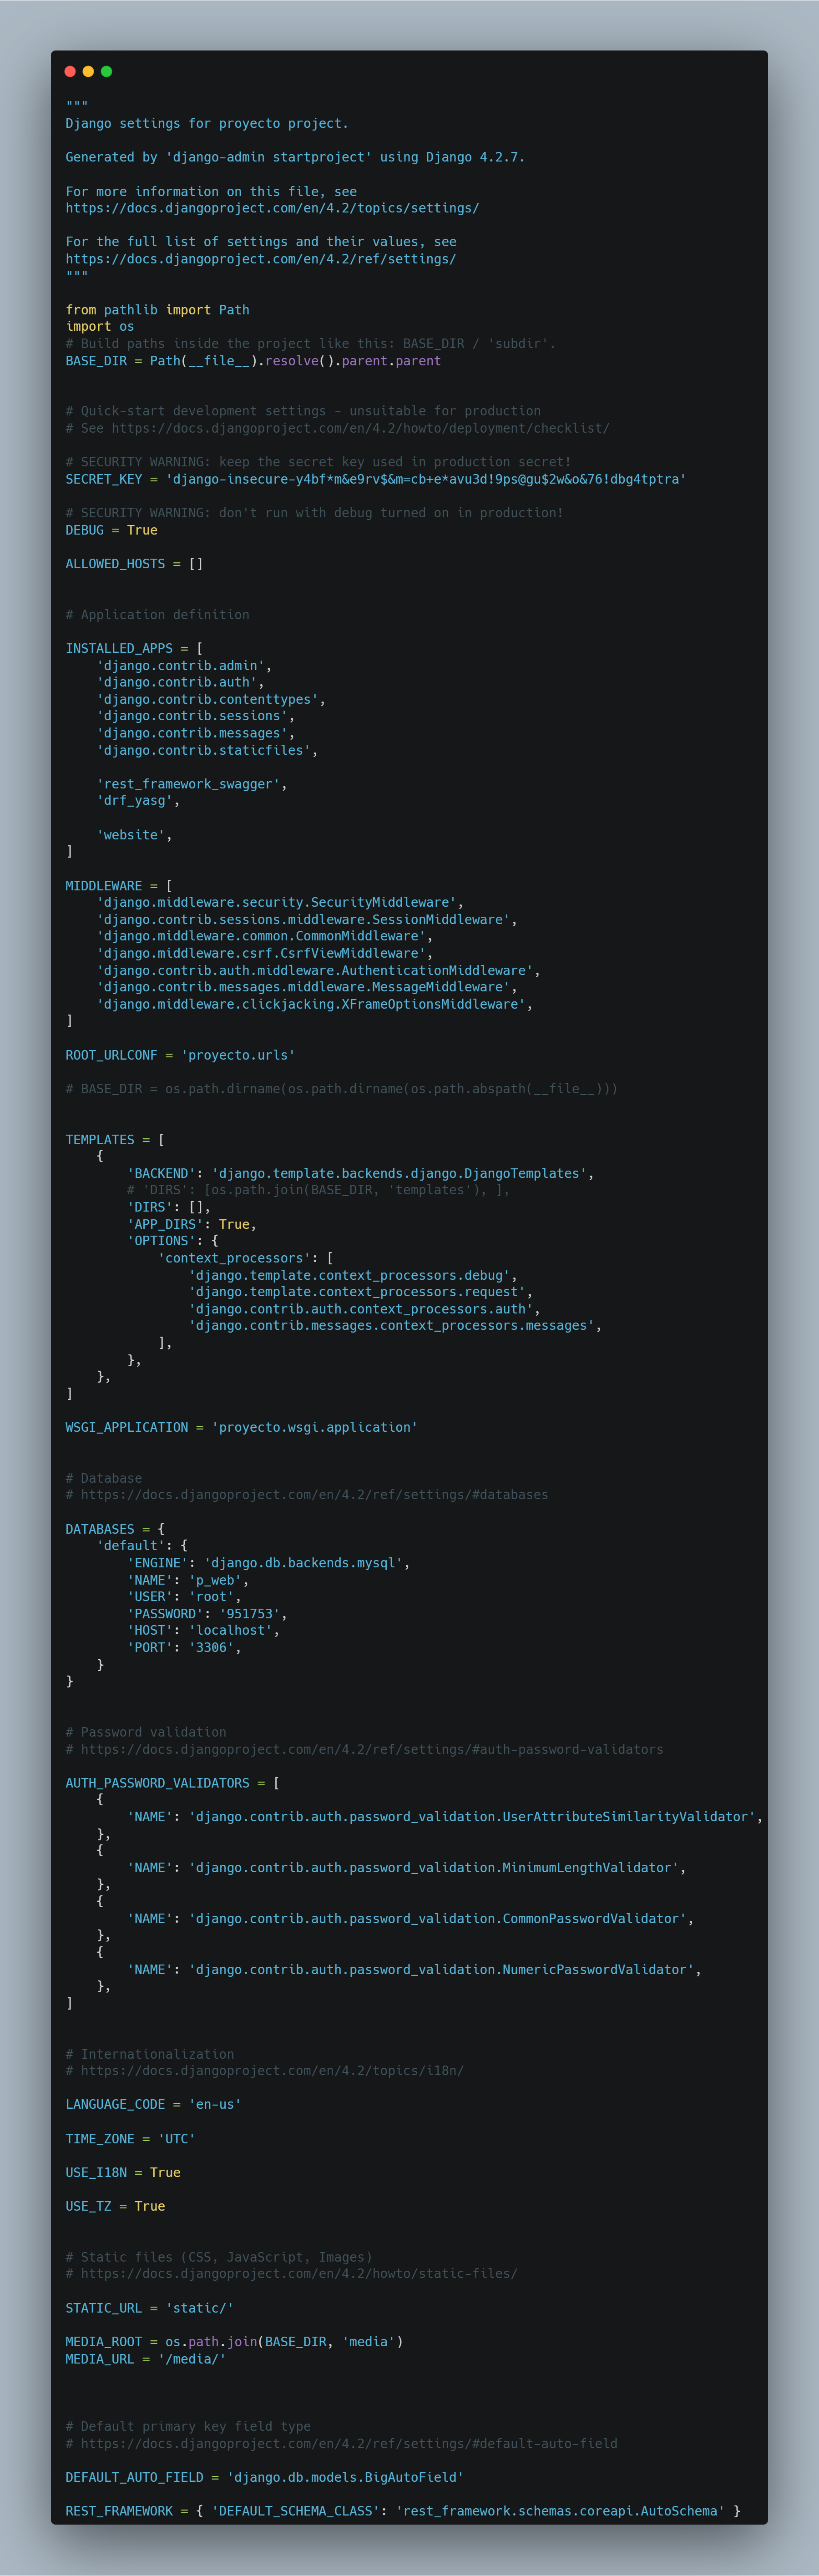 """
Django settings for proyecto project.

Generated by 'django-admin startproject' using Django 4.2.7.

For more information on this file, see
https://docs.djangoproject.com/en/4.2/topics/settings/

For the full list of settings and their values, see
https://docs.djangoproject.com/en/4.2/ref/settings/
"""

from pathlib import Path
import os
# Build paths inside the project like this: BASE_DIR / 'subdir'.
BASE_DIR = Path(__file__).resolve().parent.parent


# Quick-start development settings - unsuitable for production
# See https://docs.djangoproject.com/en/4.2/howto/deployment/checklist/

# SECURITY WARNING: keep the secret key used in production secret!
SECRET_KEY = 'django-insecure-y4bf*m&e9rv$&m=cb+e*avu3d!9ps@gu$2w&o&76!dbg4tptra'

# SECURITY WARNING: don't run with debug turned on in production!
DEBUG = True

ALLOWED_HOSTS = []


# Application definition

INSTALLED_APPS = [
    'django.contrib.admin',
    'django.contrib.auth',
    'django.contrib.contenttypes',
    'django.contrib.sessions',
    'django.contrib.messages',
    'django.contrib.staticfiles',

    'rest_framework_swagger',
    'drf_yasg',

    'website',
]

MIDDLEWARE = [
    'django.middleware.security.SecurityMiddleware',
    'django.contrib.sessions.middleware.SessionMiddleware',
    'django.middleware.common.CommonMiddleware',
    'django.middleware.csrf.CsrfViewMiddleware',
    'django.contrib.auth.middleware.AuthenticationMiddleware',
    'django.contrib.messages.middleware.MessageMiddleware',
    'django.middleware.clickjacking.XFrameOptionsMiddleware',
]

ROOT_URLCONF = 'proyecto.urls'

# BASE_DIR = os.path.dirname(os.path.dirname(os.path.abspath(__file__)))


TEMPLATES = [
    {
        'BACKEND': 'django.template.backends.django.DjangoTemplates',
        # 'DIRS': [os.path.join(BASE_DIR, 'templates'), ],
        'DIRS': [],
        'APP_DIRS': True,
        'OPTIONS': {
            'context_processors': [
                'django.template.context_processors.debug',
                'django.template.context_processors.request',
                'django.contrib.auth.context_processors.auth',
                'django.contrib.messages.context_processors.messages',
            ],
        },
    },
]

WSGI_APPLICATION = 'proyecto.wsgi.application'


# Database
# https://docs.djangoproject.com/en/4.2/ref/settings/#databases

DATABASES = {
    'default': {
        'ENGINE': 'django.db.backends.mysql',
        'NAME': 'p_web',
        'USER': 'root',
        'PASSWORD': '951753',
        'HOST': 'localhost',
        'PORT': '3306',
    }
}


# Password validation
# https://docs.djangoproject.com/en/4.2/ref/settings/#auth-password-validators

AUTH_PASSWORD_VALIDATORS = [
    {
        'NAME': 'django.contrib.auth.password_validation.UserAttributeSimilarityValidator',
    },
    {
        'NAME': 'django.contrib.auth.password_validation.MinimumLengthValidator',
    },
    {
        'NAME': 'django.contrib.auth.password_validation.CommonPasswordValidator',
    },
    {
        'NAME': 'django.contrib.auth.password_validation.NumericPasswordValidator',
    },
]


# Internationalization
# https://docs.djangoproject.com/en/4.2/topics/i18n/

LANGUAGE_CODE = 'en-us'

TIME_ZONE = 'UTC'

USE_I18N = True

USE_TZ = True


# Static files (CSS, JavaScript, Images)
# https://docs.djangoproject.com/en/4.2/howto/static-files/

STATIC_URL = 'static/'

MEDIA_ROOT = os.path.join(BASE_DIR, 'media')
MEDIA_URL = '/media/'



# Default primary key field type
# https://docs.djangoproject.com/en/4.2/ref/settings/#default-auto-field

DEFAULT_AUTO_FIELD = 'django.db.models.BigAutoField'

REST_FRAMEWORK = { 'DEFAULT_SCHEMA_CLASS': 'rest_framework.schemas.coreapi.AutoSchema' }